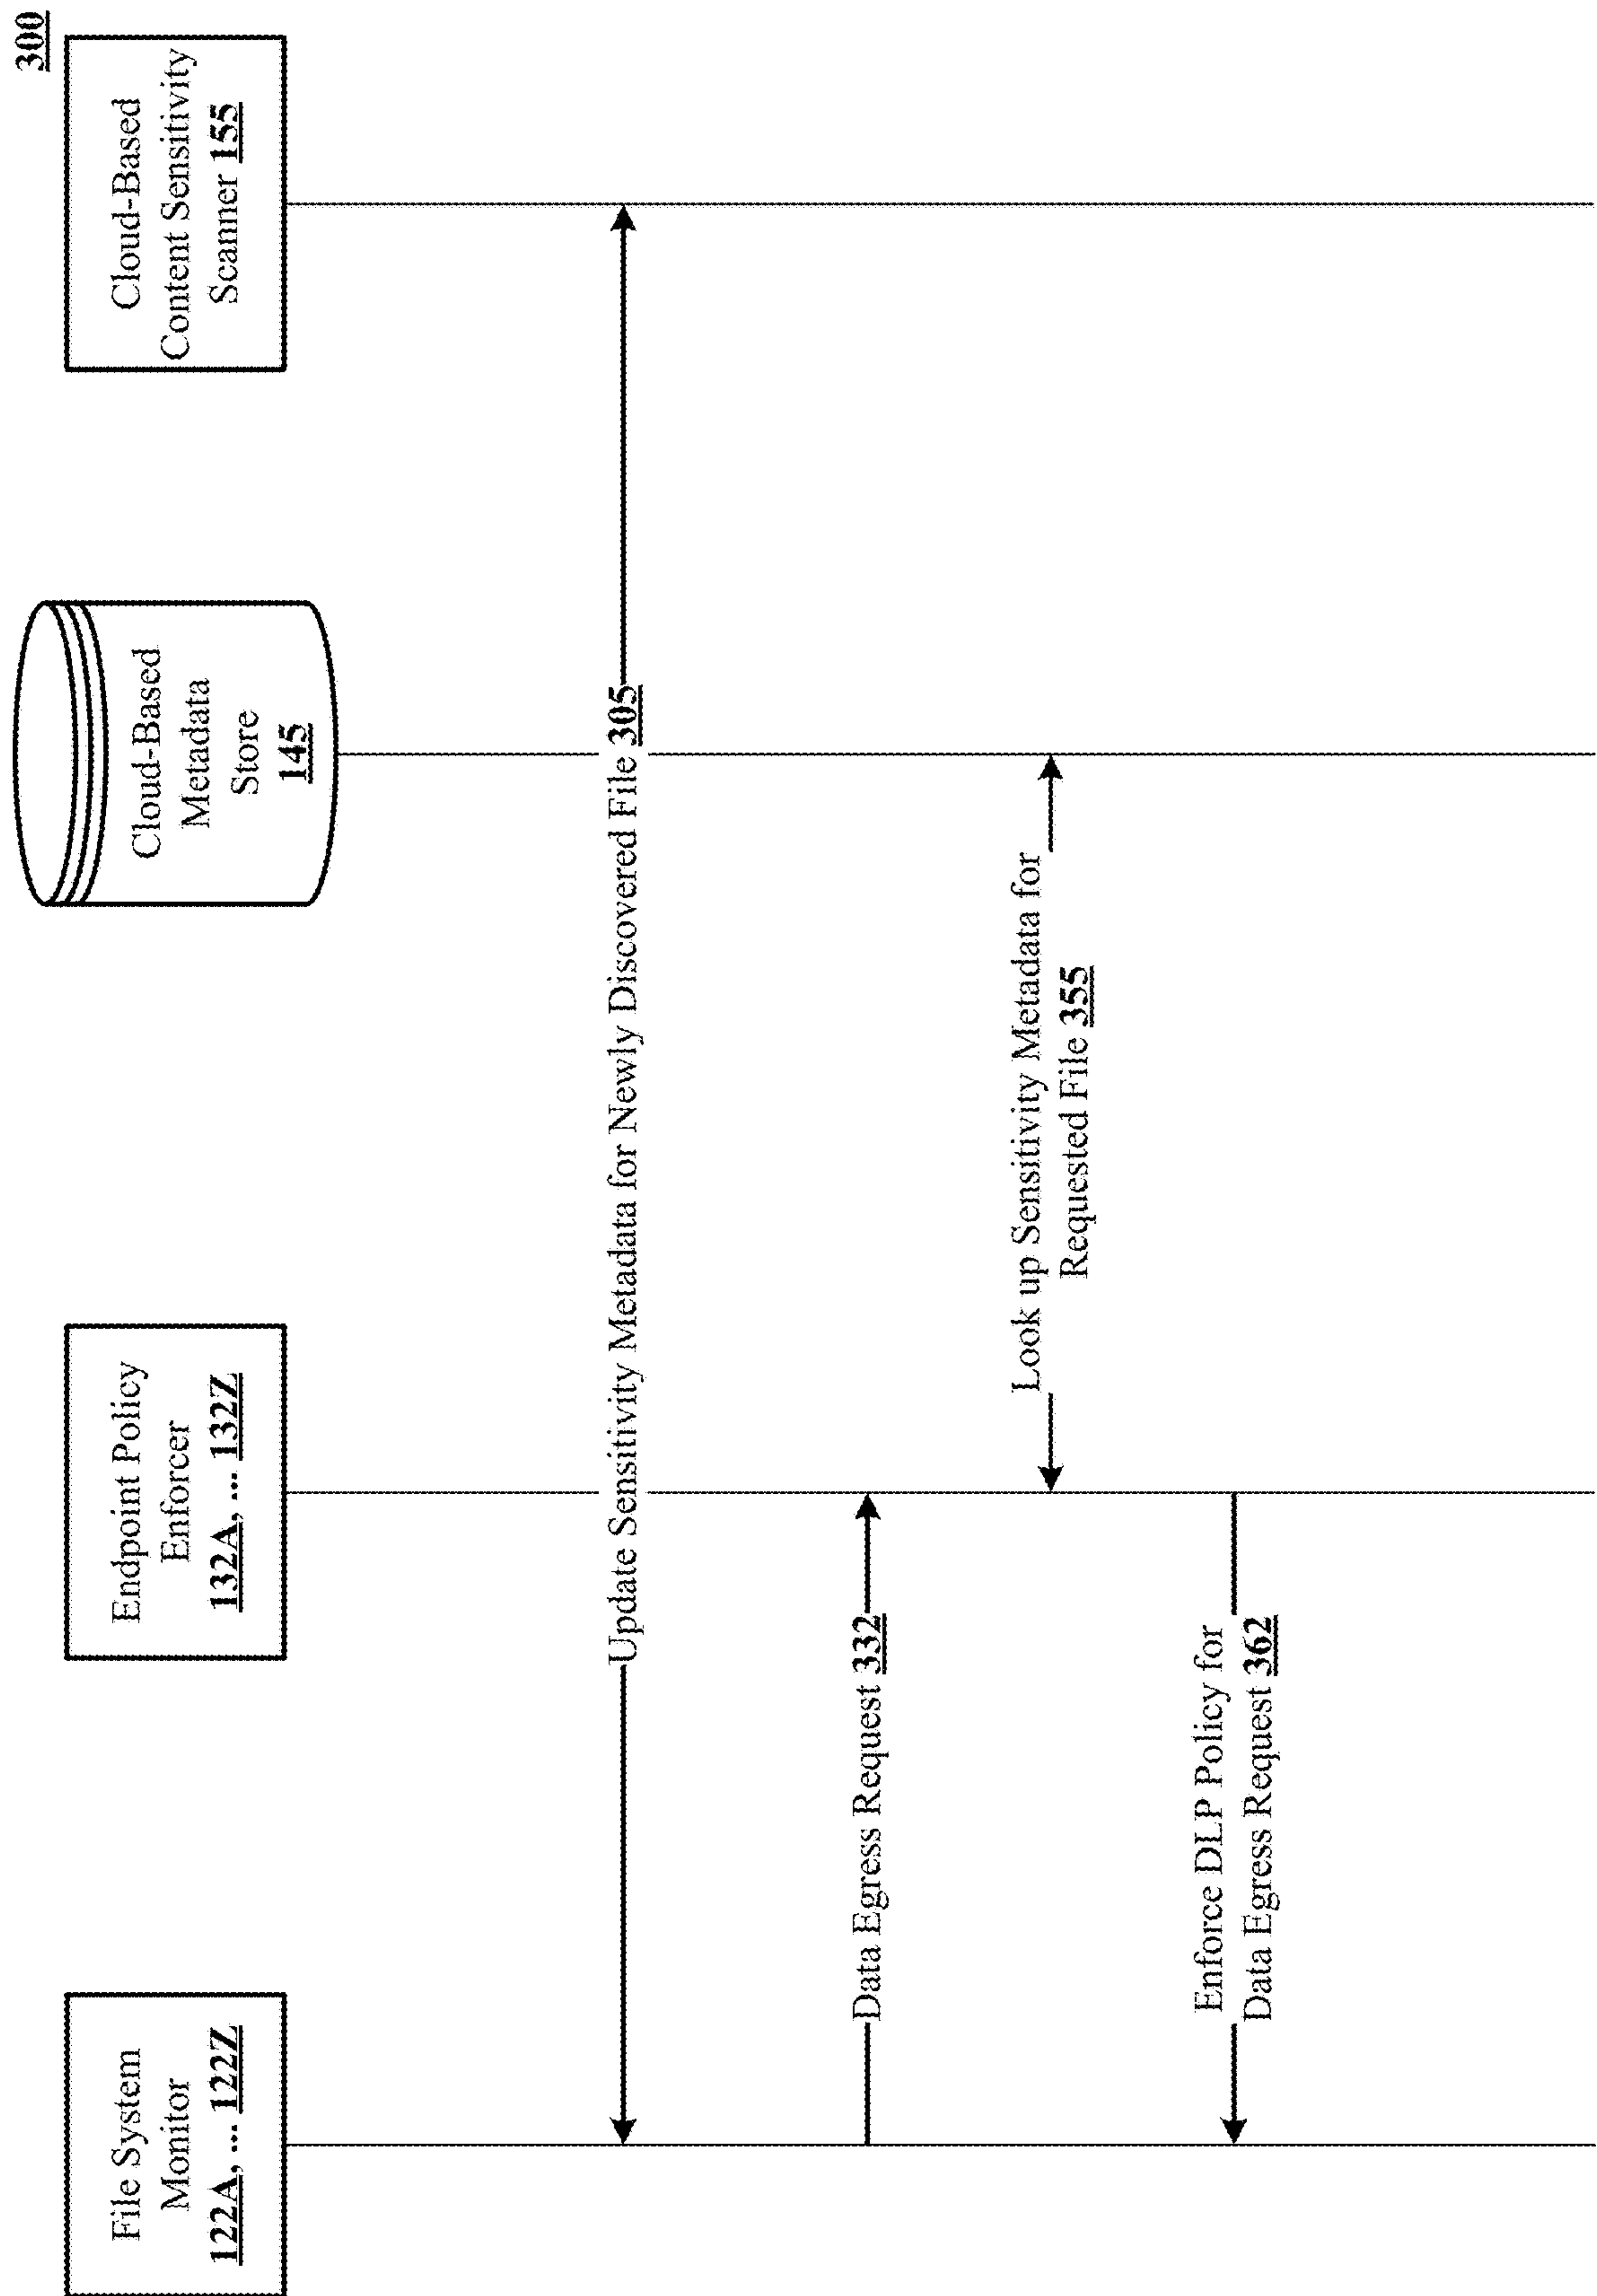 300
File System
Monitor
122A, ... 122Z
Endpoint Policy
Enforcer
132A, ... 132Z
Cloud-Based
Metadata
Store
145
Cloud-Based
Content Sensitivity
Scanner 155
Update Sensitivity Metadata for Newly Discovered File 305
Data Egress Request 332
Look up Sensitivity Metadata for
Requested File 355
Enforce DLP Policy for
Data Egress Request 362